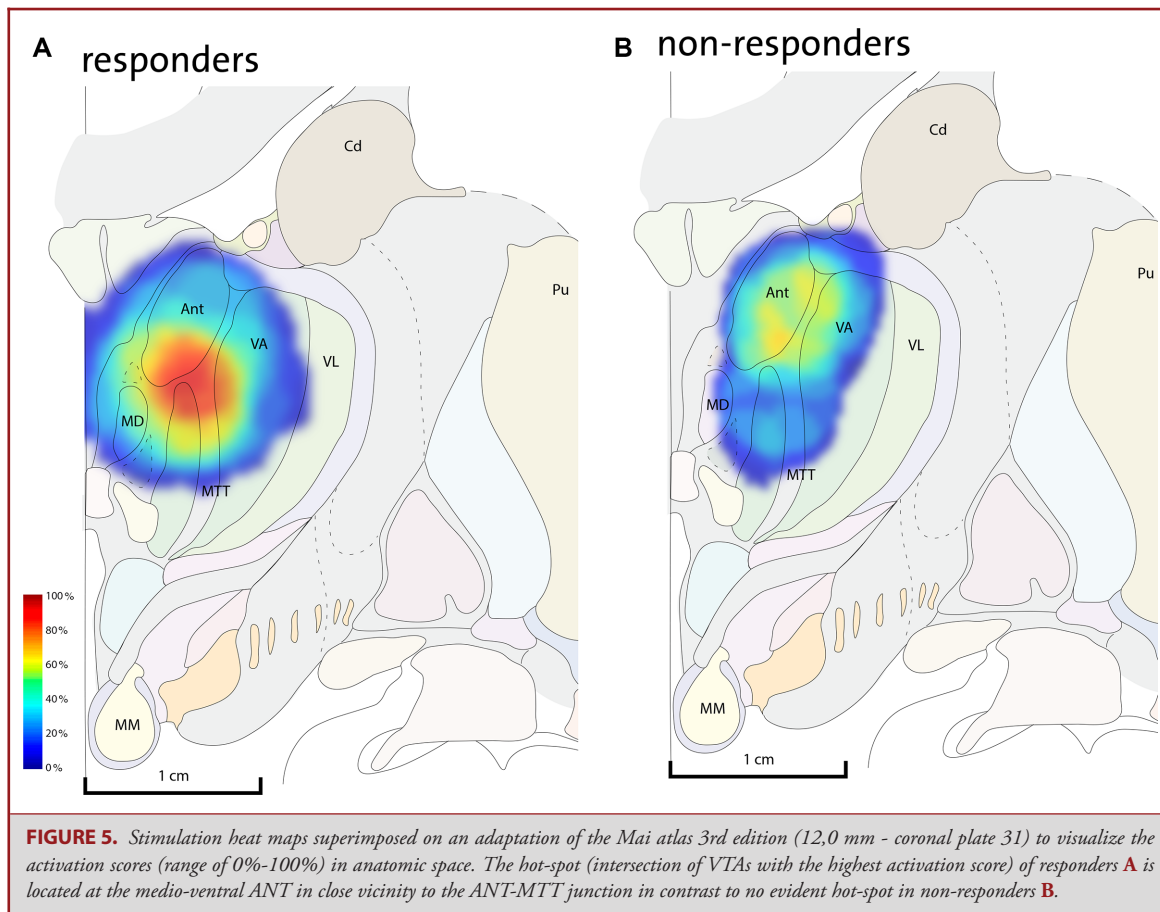 A
responders
B
non-responders
Cd
Cd
Ant
Pu
VA
VL
MD
MTT
Ant
Pu
VA
VL
MD
MTT
100 %
80%
60%
40%
20%
0%
MM
1 cm
MM
1 cm
FIGURE 5. Stimulation heat maps superimposed on an adaptation of the Mai atlas 3rd edition (12,0 mm - coronal plate 31) to visualize the
activation scores (range of 0%-100%) in anatomic space. The hot-spot (intersection of VTAs with the highest activation score) of responders A is
located at the medio-ventral ANT in close vicinity to the ANT-MTT junction in contrast to no evident hot-spot in non-responders B.